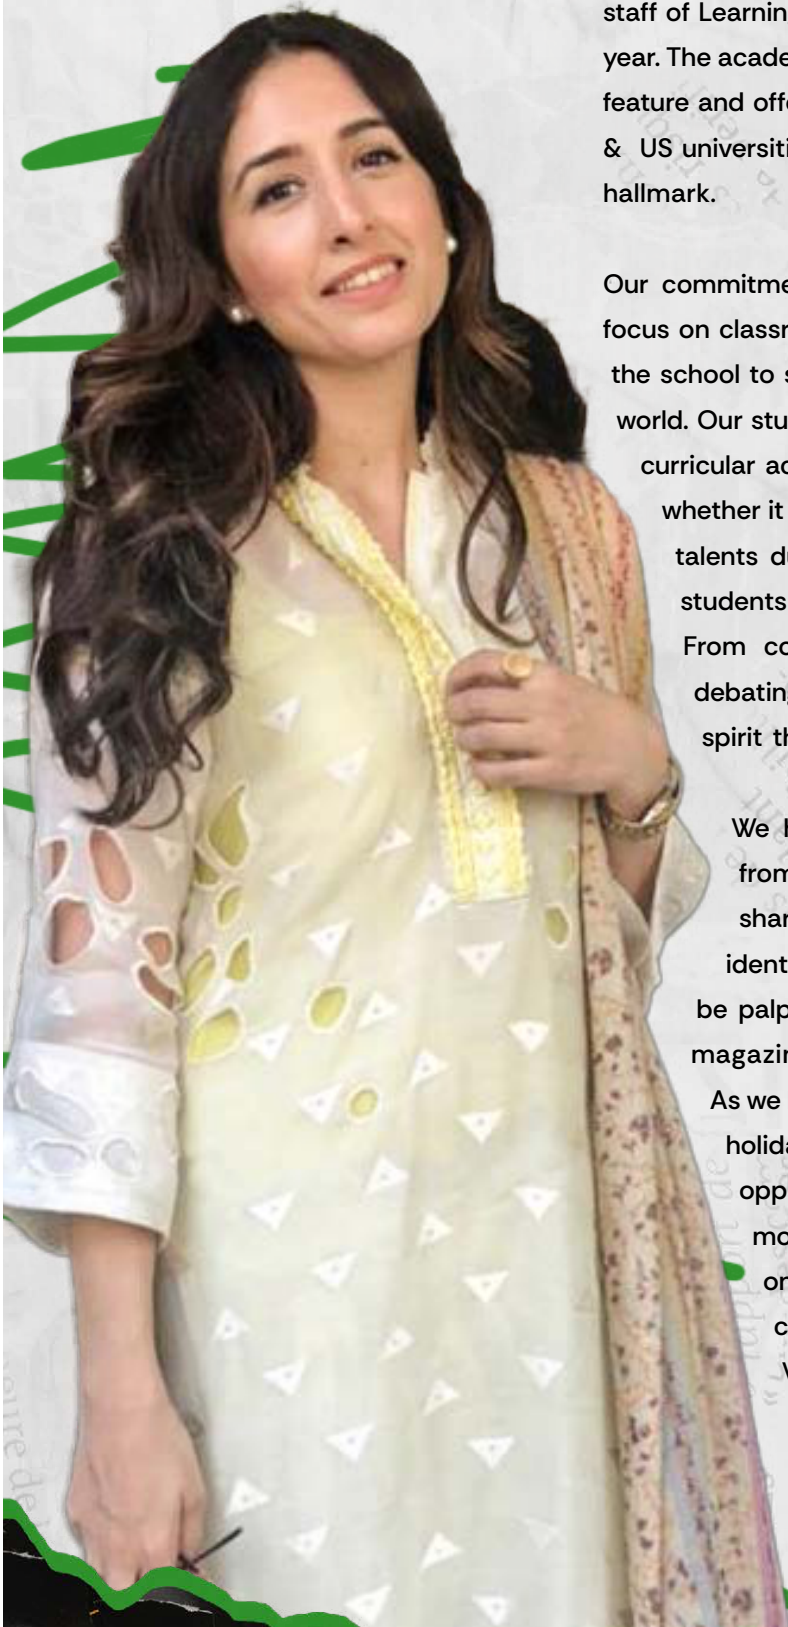 staff of Learnin
year. The acade
feature and offe
& US universiti
hallmark.
Our commitme
focus on classr
the school to s
world. Our stu
curricular ac
whether it
talents du
students
From co
debating
spirit th
We h
from
shar
ident
be palp
magazin
As we
holida
opp
mo
on
c